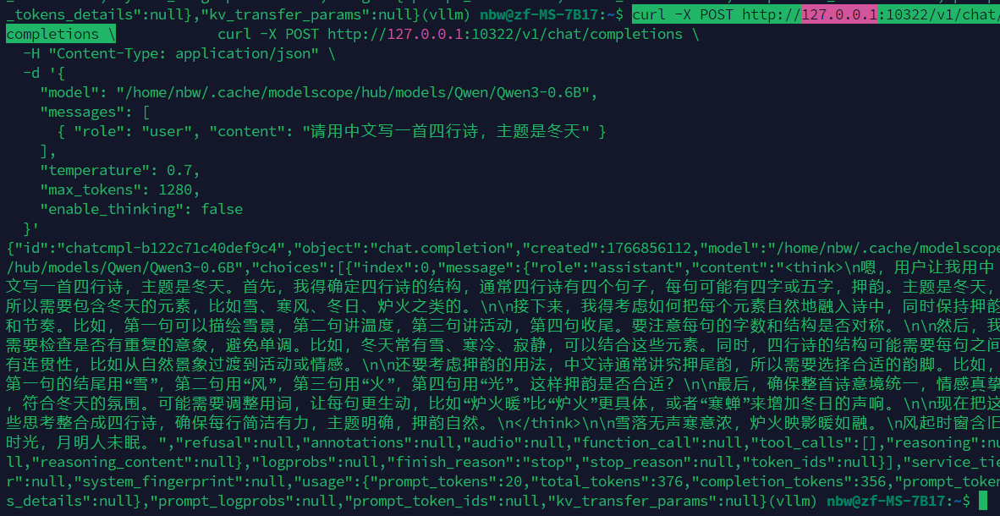 _tokens_details":null},"kv_transfer_params":null}(vllm) nbw@zf-MS-7B17:~$ curl -X POST http://127.0.0.1:10322/v1/chat/
completions \            curl -X POST http://127.0.0.1:10322/v1/chat/completions \
  -H "Content-Type: application/json" \
  -d '{
    "model": "/home/nbw/.cache/modelscope/hub/models/Qwen/Qwen3-0.6B",
    "messages": [
      { "role": "user", "content": "请用中文写一首四行诗，主题是冬天" }
    ],
    "temperature": 0.7,
    "max_tokens": 1280,
    "enable_thinking": false
  }'
{"id":"chatcmpl-b122c71c40def9c4","object":"chat.completion","created":1766856112,"model":"/home/nbw/.cache/modelscope
/hub/models/Qwen/Qwen3-0.6B","choices":[{"index":0,"message":{"role":"assistant","content":"<think>\n嗯，用户让我用中
文写一首四行诗，主题是冬天。首先，我得确定四行诗的结构，通常四行诗有四个句子，每句可能有四字或五字，押韵。主题是冬天，
所以需要包含冬天的元素，比如雪、寒风、冬日、炉火之类的。\n\n接下来，我得考虑如何把每个元素自然地融入诗中，同时保持押韵
和节奏。比如，第一句可以描绘雪景，第二句讲温度，第三句讲活动，第四句收尾。要注意每句的字数和结构是否对称。\n\n然后，我
需要检查是否有重复的意象，避免单调。比如，冬天常有雪、寒冷、寂静，可以结合这些元素。同时，四行诗的结构可能需要每句之间
有连贯性，比如从自然景象过渡到活动或情感。\n\n还要考虑押韵的用法，中文诗通常讲究押尾韵，所以需要选择合适的韵脚。比如，
第一句的结尾用“雪”，第二句用“风”，第三句用“火”，第四句用“光”。这样押韵是否合适？\n\n最后，确保整首诗意境统一，情感真挚
，符合冬天的氛围。可能需要调整用词，让每句更生动，比如“炉火暖”比“炉火”更具体，或者“寒蝉”来增加冬日的声响。\n\n现在把这
些思考整合成四行诗，确保每行简洁有力，主题明确，押韵自然。\n</think>\n\n雪落无声寒意浓，炉火映影暖如融。\n风起时窗含旧
时光，月明人未眠。","refusal":null,"annotations":null,"audio":null,"function_call":null,"tool_calls":[],"reasoning":nu
ll,"reasoning_content":null},"logprobs":null,"finish_reason":"stop","stop_reason":null,"token_ids":null}],"service_tie
r":null,"system_fingerprint":null,"usage":{"prompt_tokens":20,"total_tokens":376,"completion_tokens":356,"prompt_token
s_details":null},"prompt_logprobs":null,"prompt_token_ids":null,"kv_transfer_params":null}(vllm) nbw@zf-MS-7B17:~$